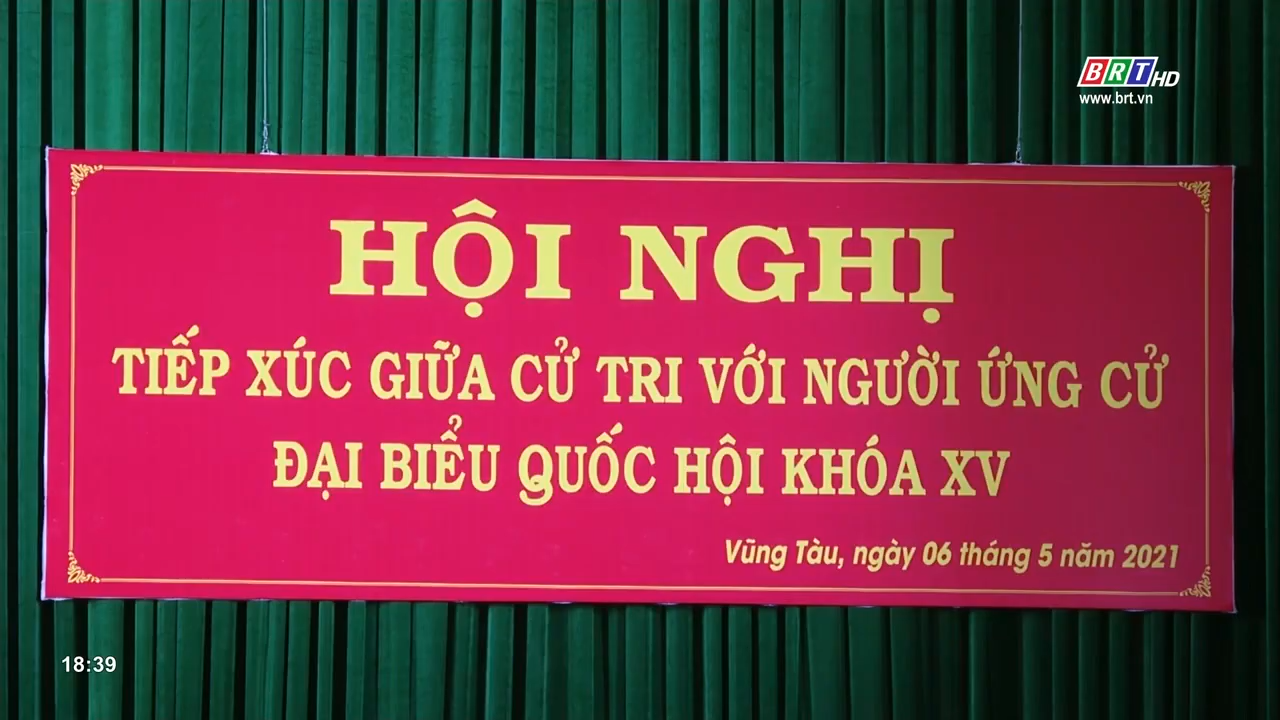 BRT HD
www.brt.vn
HỘI NGHỊ
TIẾP XÚC GIỮA CỬ TRI VỚI NGƯỜI ỨNG CỬ
ĐẠI BIỂU QUỐC HỘI KHÓA XV
Vũng Tàu, ngày 06 tháng 5 năm 2021
18:39